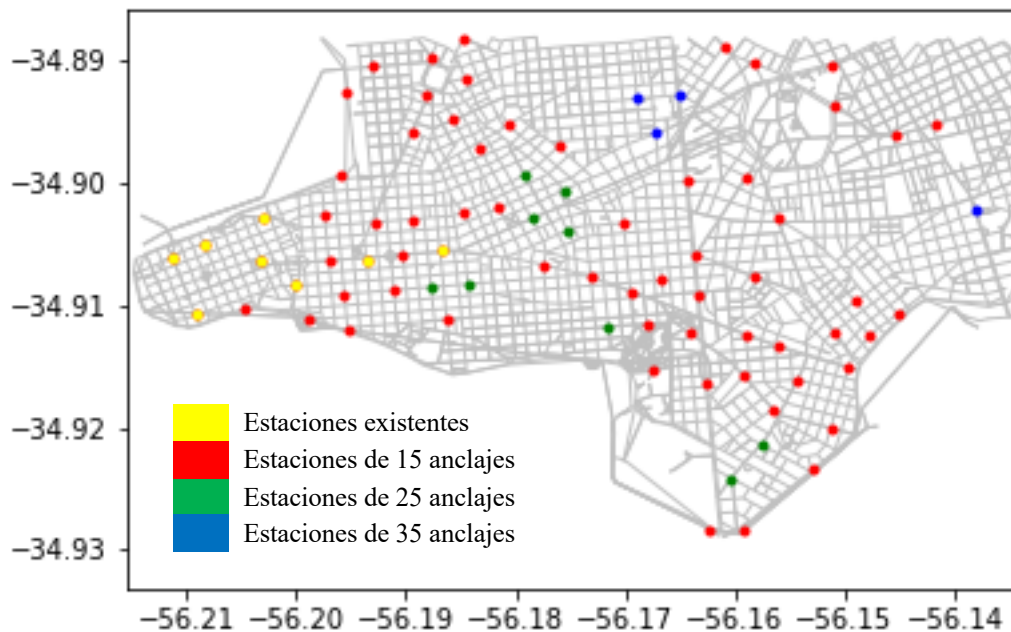 −34.89
−34.90
−34.91
−34.92
−34.93
Estaciones existentes
Estaciones de 15 anclajes
Estaciones de 25 anclajes
Estaciones de 35 anclajes
−56.21 −56.20 −56.19 −56.18 −56.17 −56.16 −56.15 −56.14